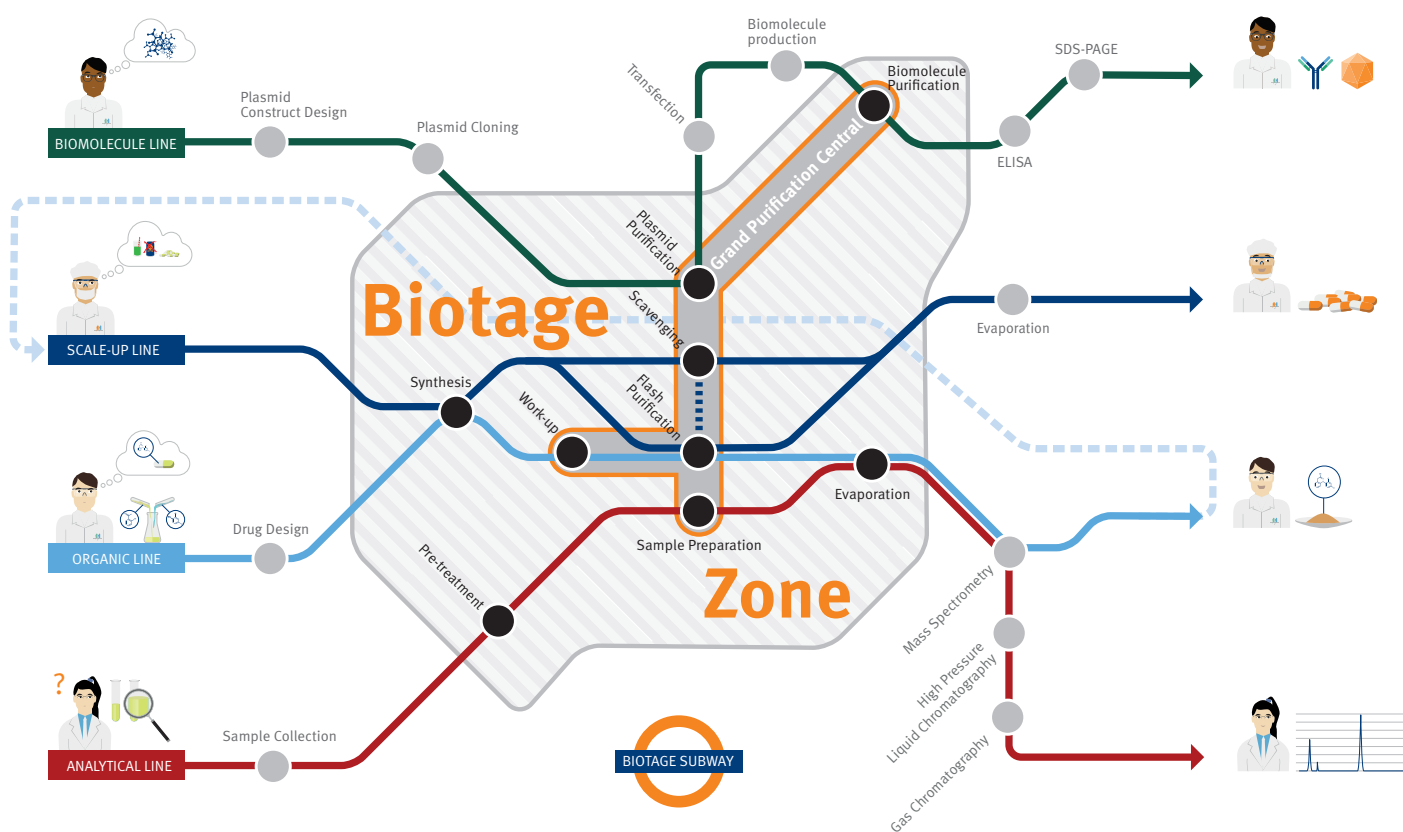 Biomolecule
production
SDS-PAGE
Transfection
Biomolecule
Purification
Plasmid
Construct Design
Plasmid Cloning
BIOMOLECULE LINE
ELISA
Grand Purification Central
Plasmid
Purification
Biotage
Scavenging
Evaporation
SCALE-UP LINE
Synthesis
Flash
Purification
Work-up
Evaporation
Drug Design
ORGANIC LINE
Sample Preparation
Pre-treatment
Zone
Mass Spectrometry
High Pressure
Liquid Chromatography
?
Sample Collection
ANALYTICAL LINE
BIOTAGE SUBWAY
Gas Chromatography